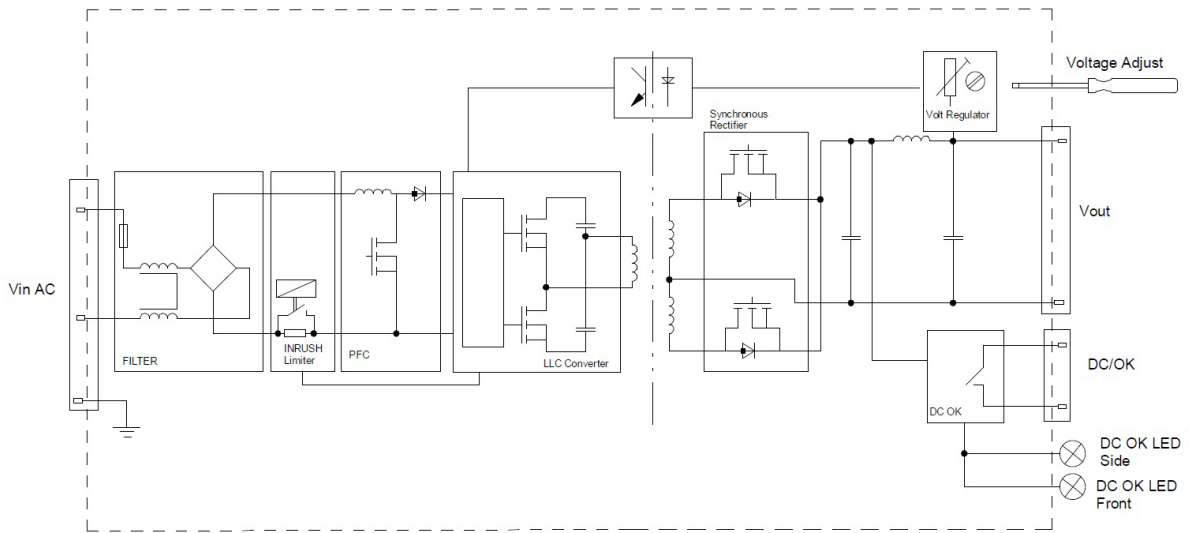 Voltage Adjust
Volt Regulator
Synchronous
Rectifier
Vout
Vin AC
FILTER
INRUSH
Limiter
PFC
LLC Converter
DC/OK
DC OK
DC OK LED
Side
DC OK LED
Front